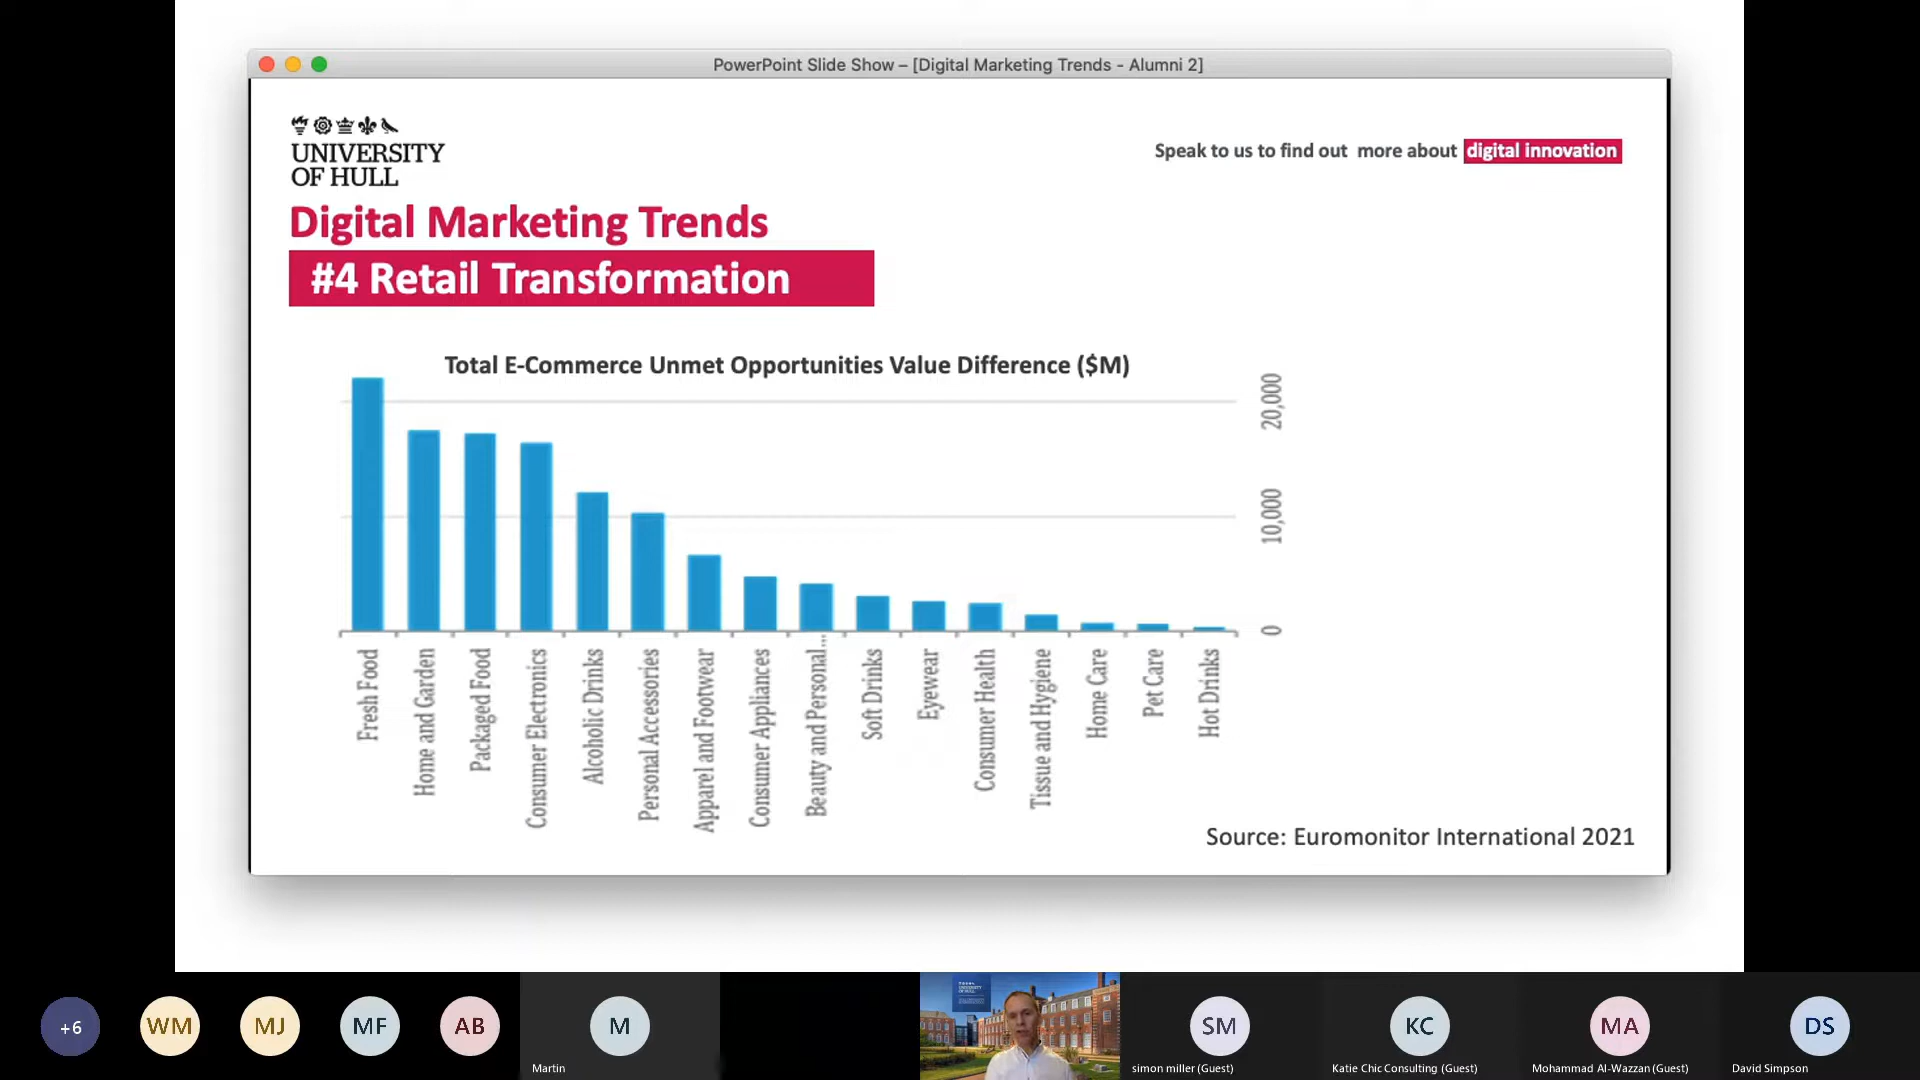 PowerPoint Slide Show – [Digital Marketing Trends - Alumni 2]
UNIVERSITY
OF HULL
Speak to us to find out more about digital innovation
Digital Marketing Trends
#4 Retail Transformation
Total E-Commerce Unmet Opportunities Value Difference ($M)
20,000
10,000
0
Fresh Food
Home and Garden
Packaged Food
Consumer Electronics
Alcoholic Drinks
Personal Accessories
Apparel and Footwear
Consumer Appliances
Beauty and Personal...
Soft Drinks
Eyewear
Consumer Health
Tissue and Hygiene
Home Care
Pet Care
Hot Drinks
Source: Euromonitor International 2021
+6
WM
MJ
MF
AB
M
Martin
UNIVERSITY
OF HULL
SM
simon miller (Guest)
KC
Katie Chic Consulting (Guest)
MA
Mohammad Al-Wazzan (Guest)
DS
David Simpson